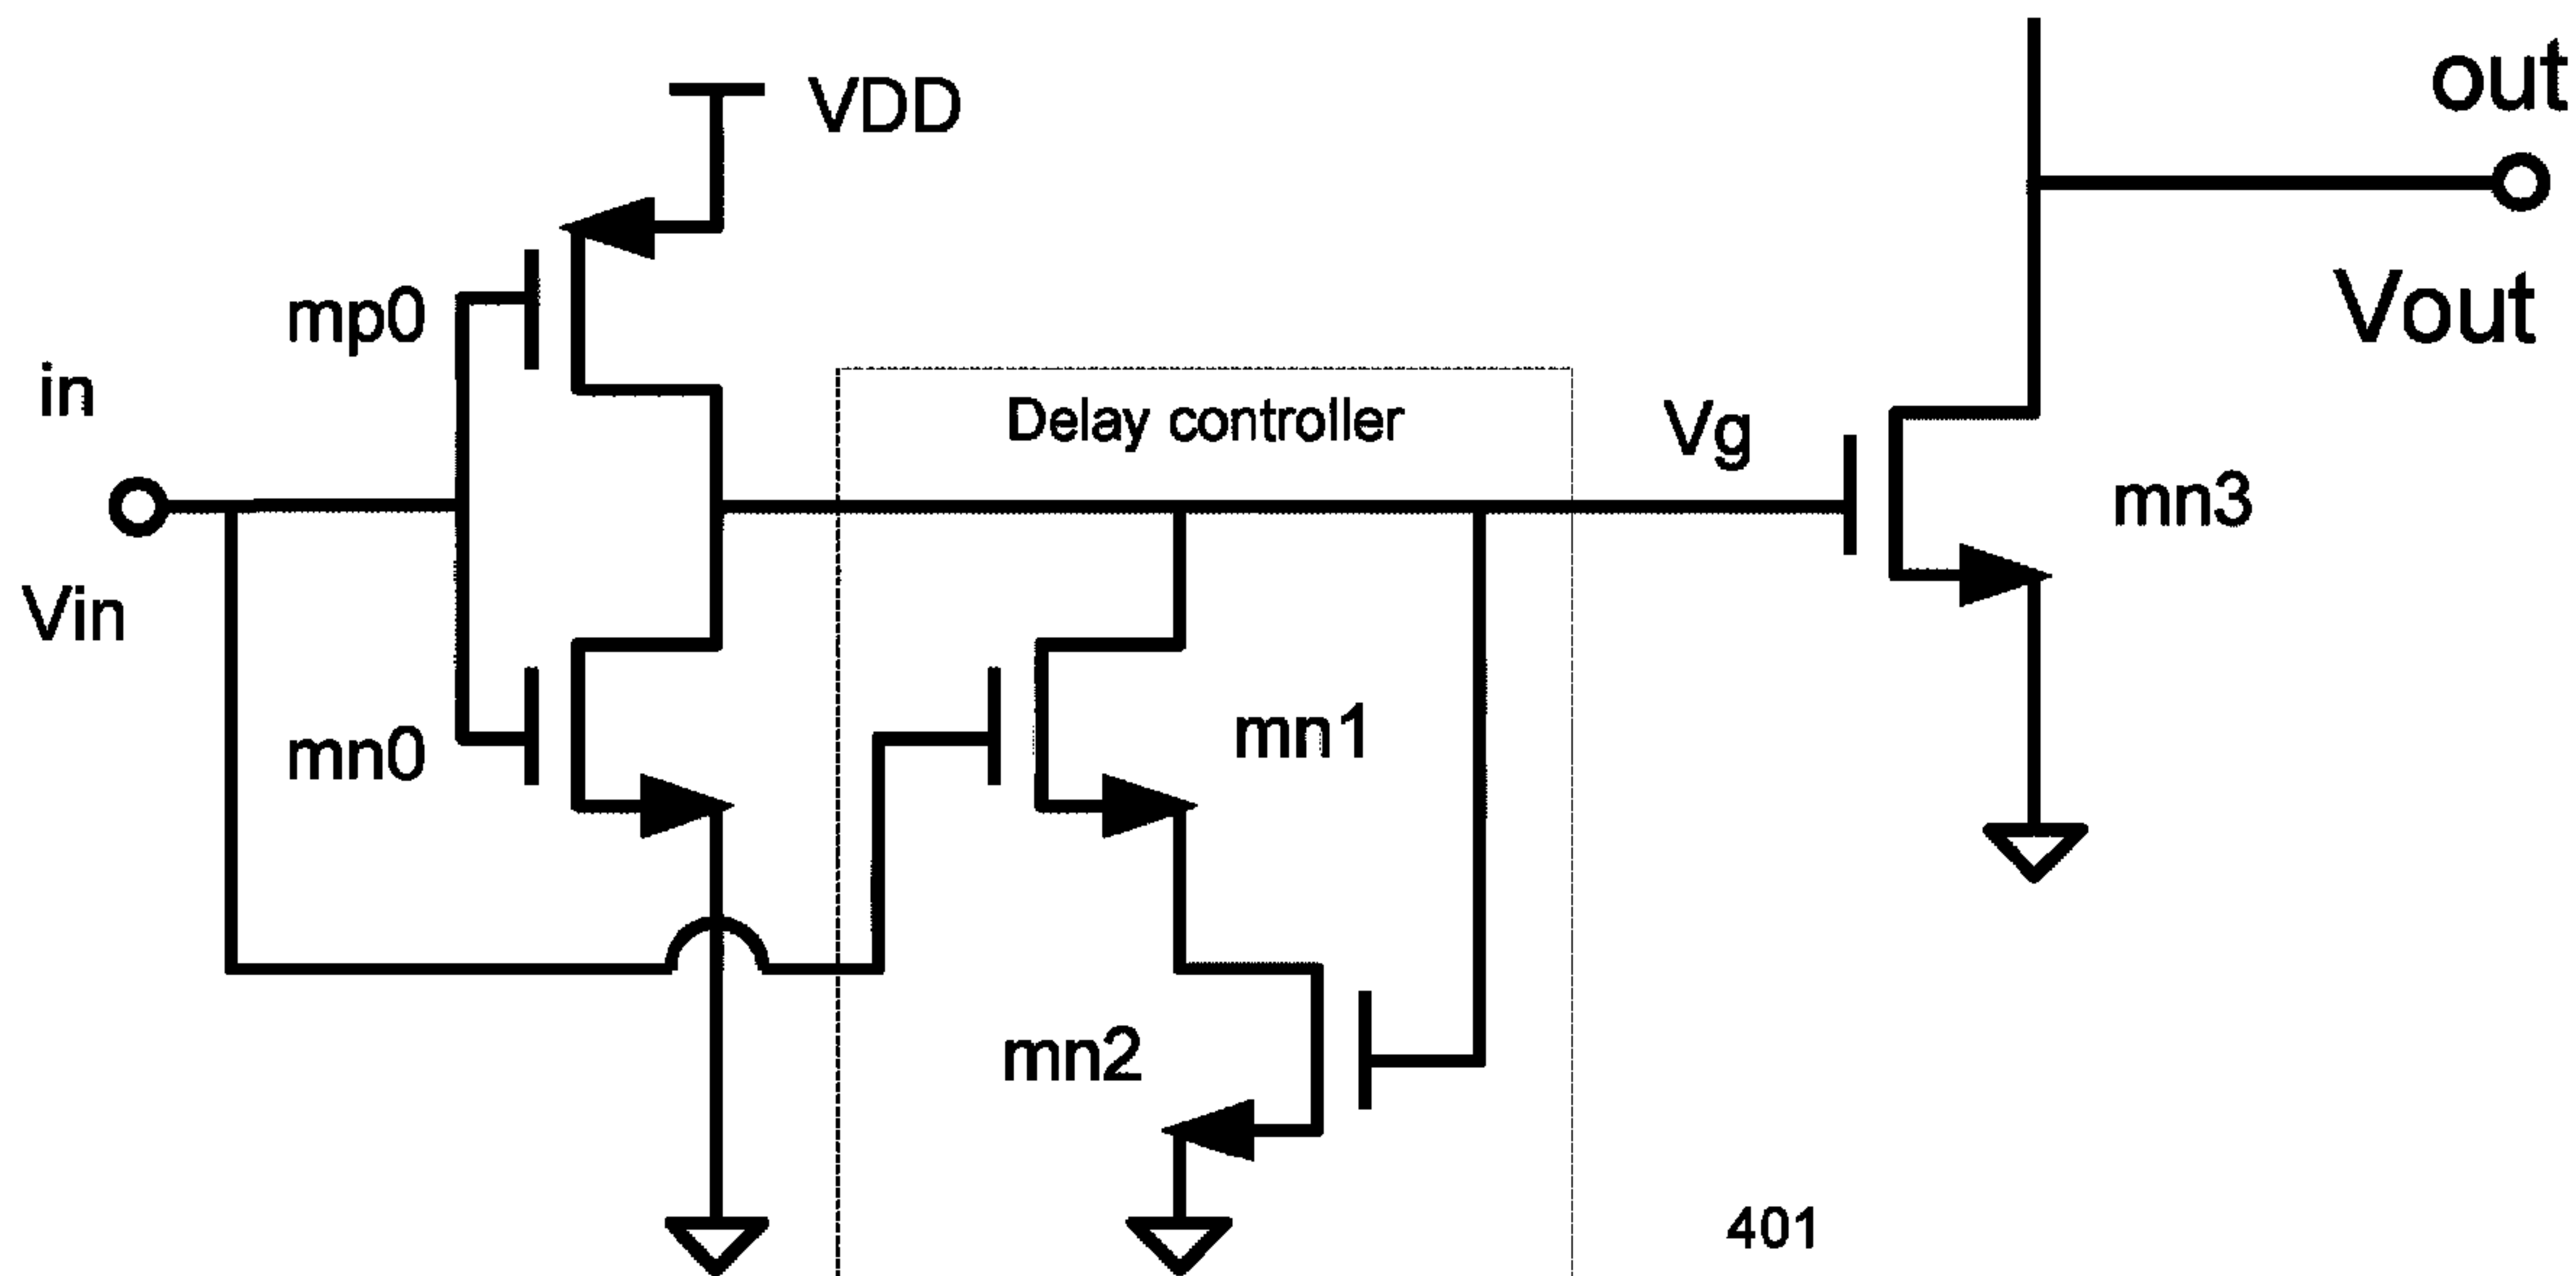 out
VDD
Vout
mp0
in
Delay controller
Vg
mn3
Vin
mn0
mn1
mn2
401